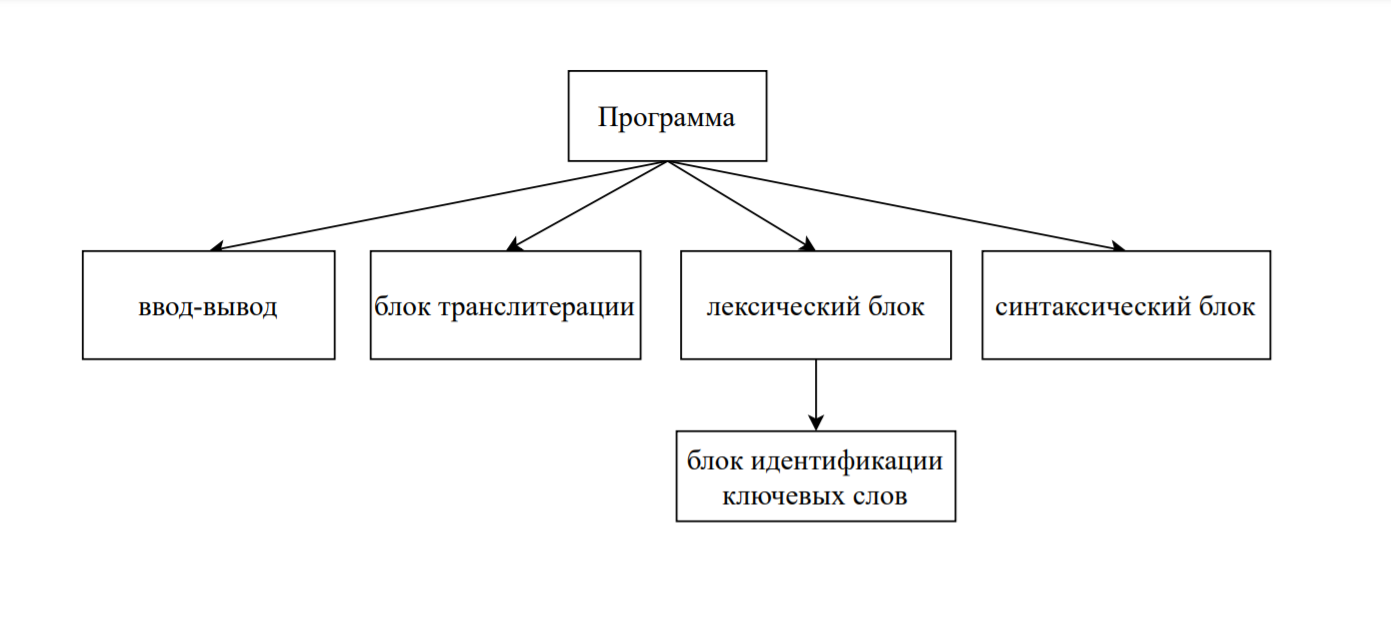 Программа
ввод-вывод
блок транслитерации
лексический блок
синтаксический блок
блок идентификации
ключевых слов